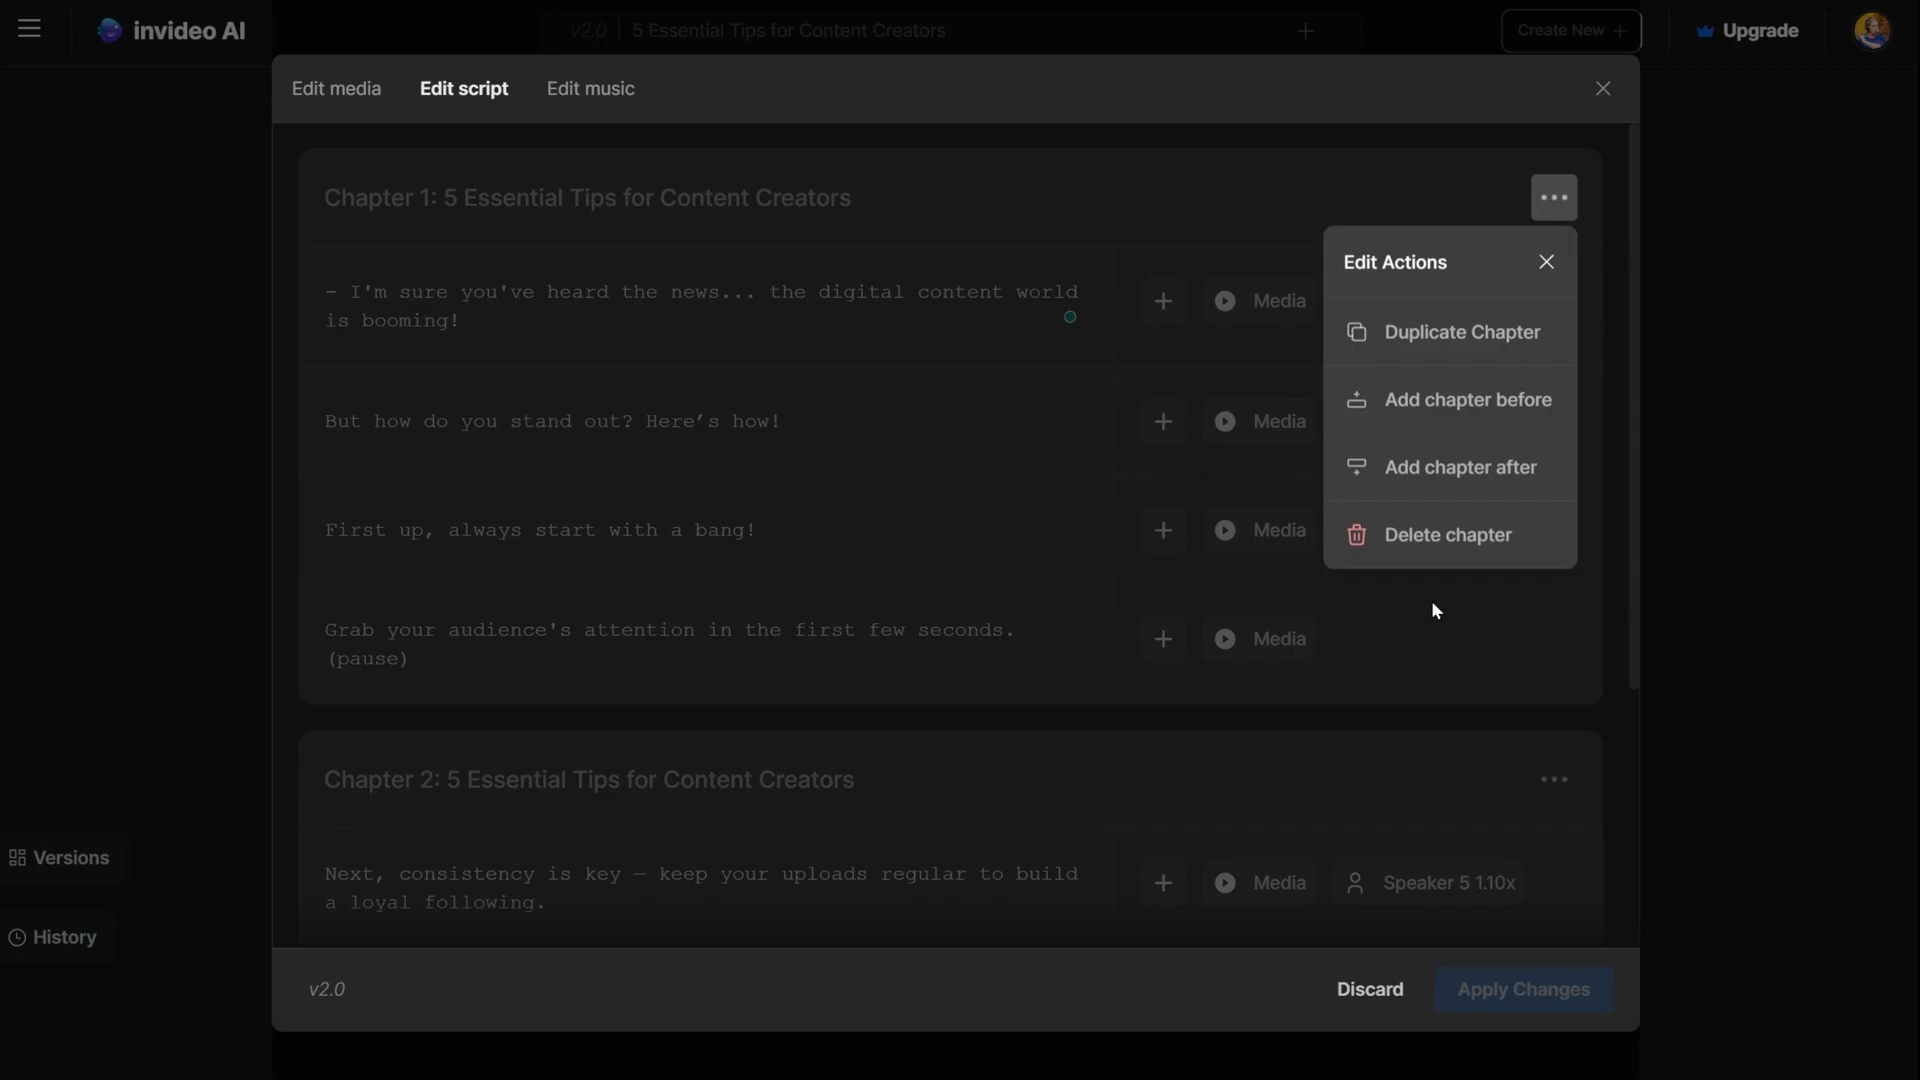 invideo AI
v2.0 5 Essential Tips for Content Creators
Create New +
Upgrade
Edit media Edit script Edit music
Chapter 1: 5 Essential Tips for Content Creators
- I'm sure you've heard the news... the digital content world
is booming!
Media
But how do you stand out? Here’s how!
Media
First up, always start with a bang!
Media
Grab your audience's attention in the first few seconds.
(pause)
Media
Edit Actions
Duplicate Chapter
Add chapter before
Add chapter after
Delete chapter
Chapter 2: 5 Essential Tips for Content Creators
Next, consistency is key — keep your uploads regular to build
a loyal following.
Media
Speaker 5 1.10x
Versions
History
v2.0
Discard
Apply Changes